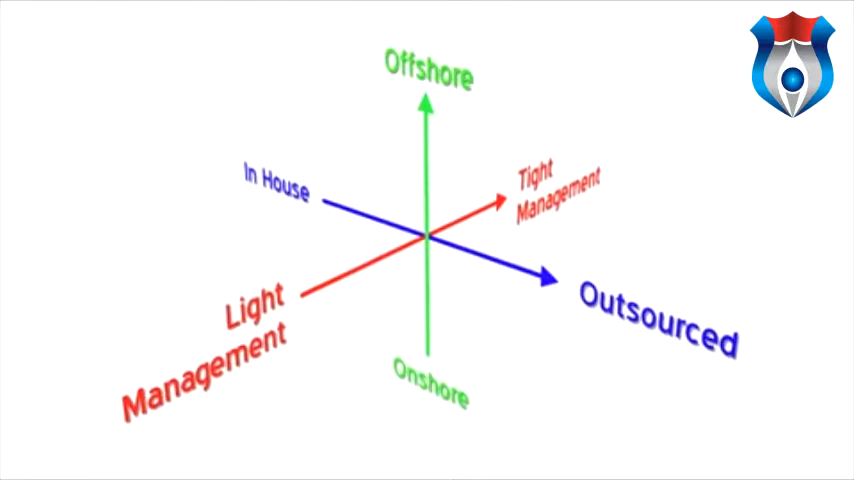 Offshore
In House
Tight
Management
Light
Management
Outsourced
Onshore